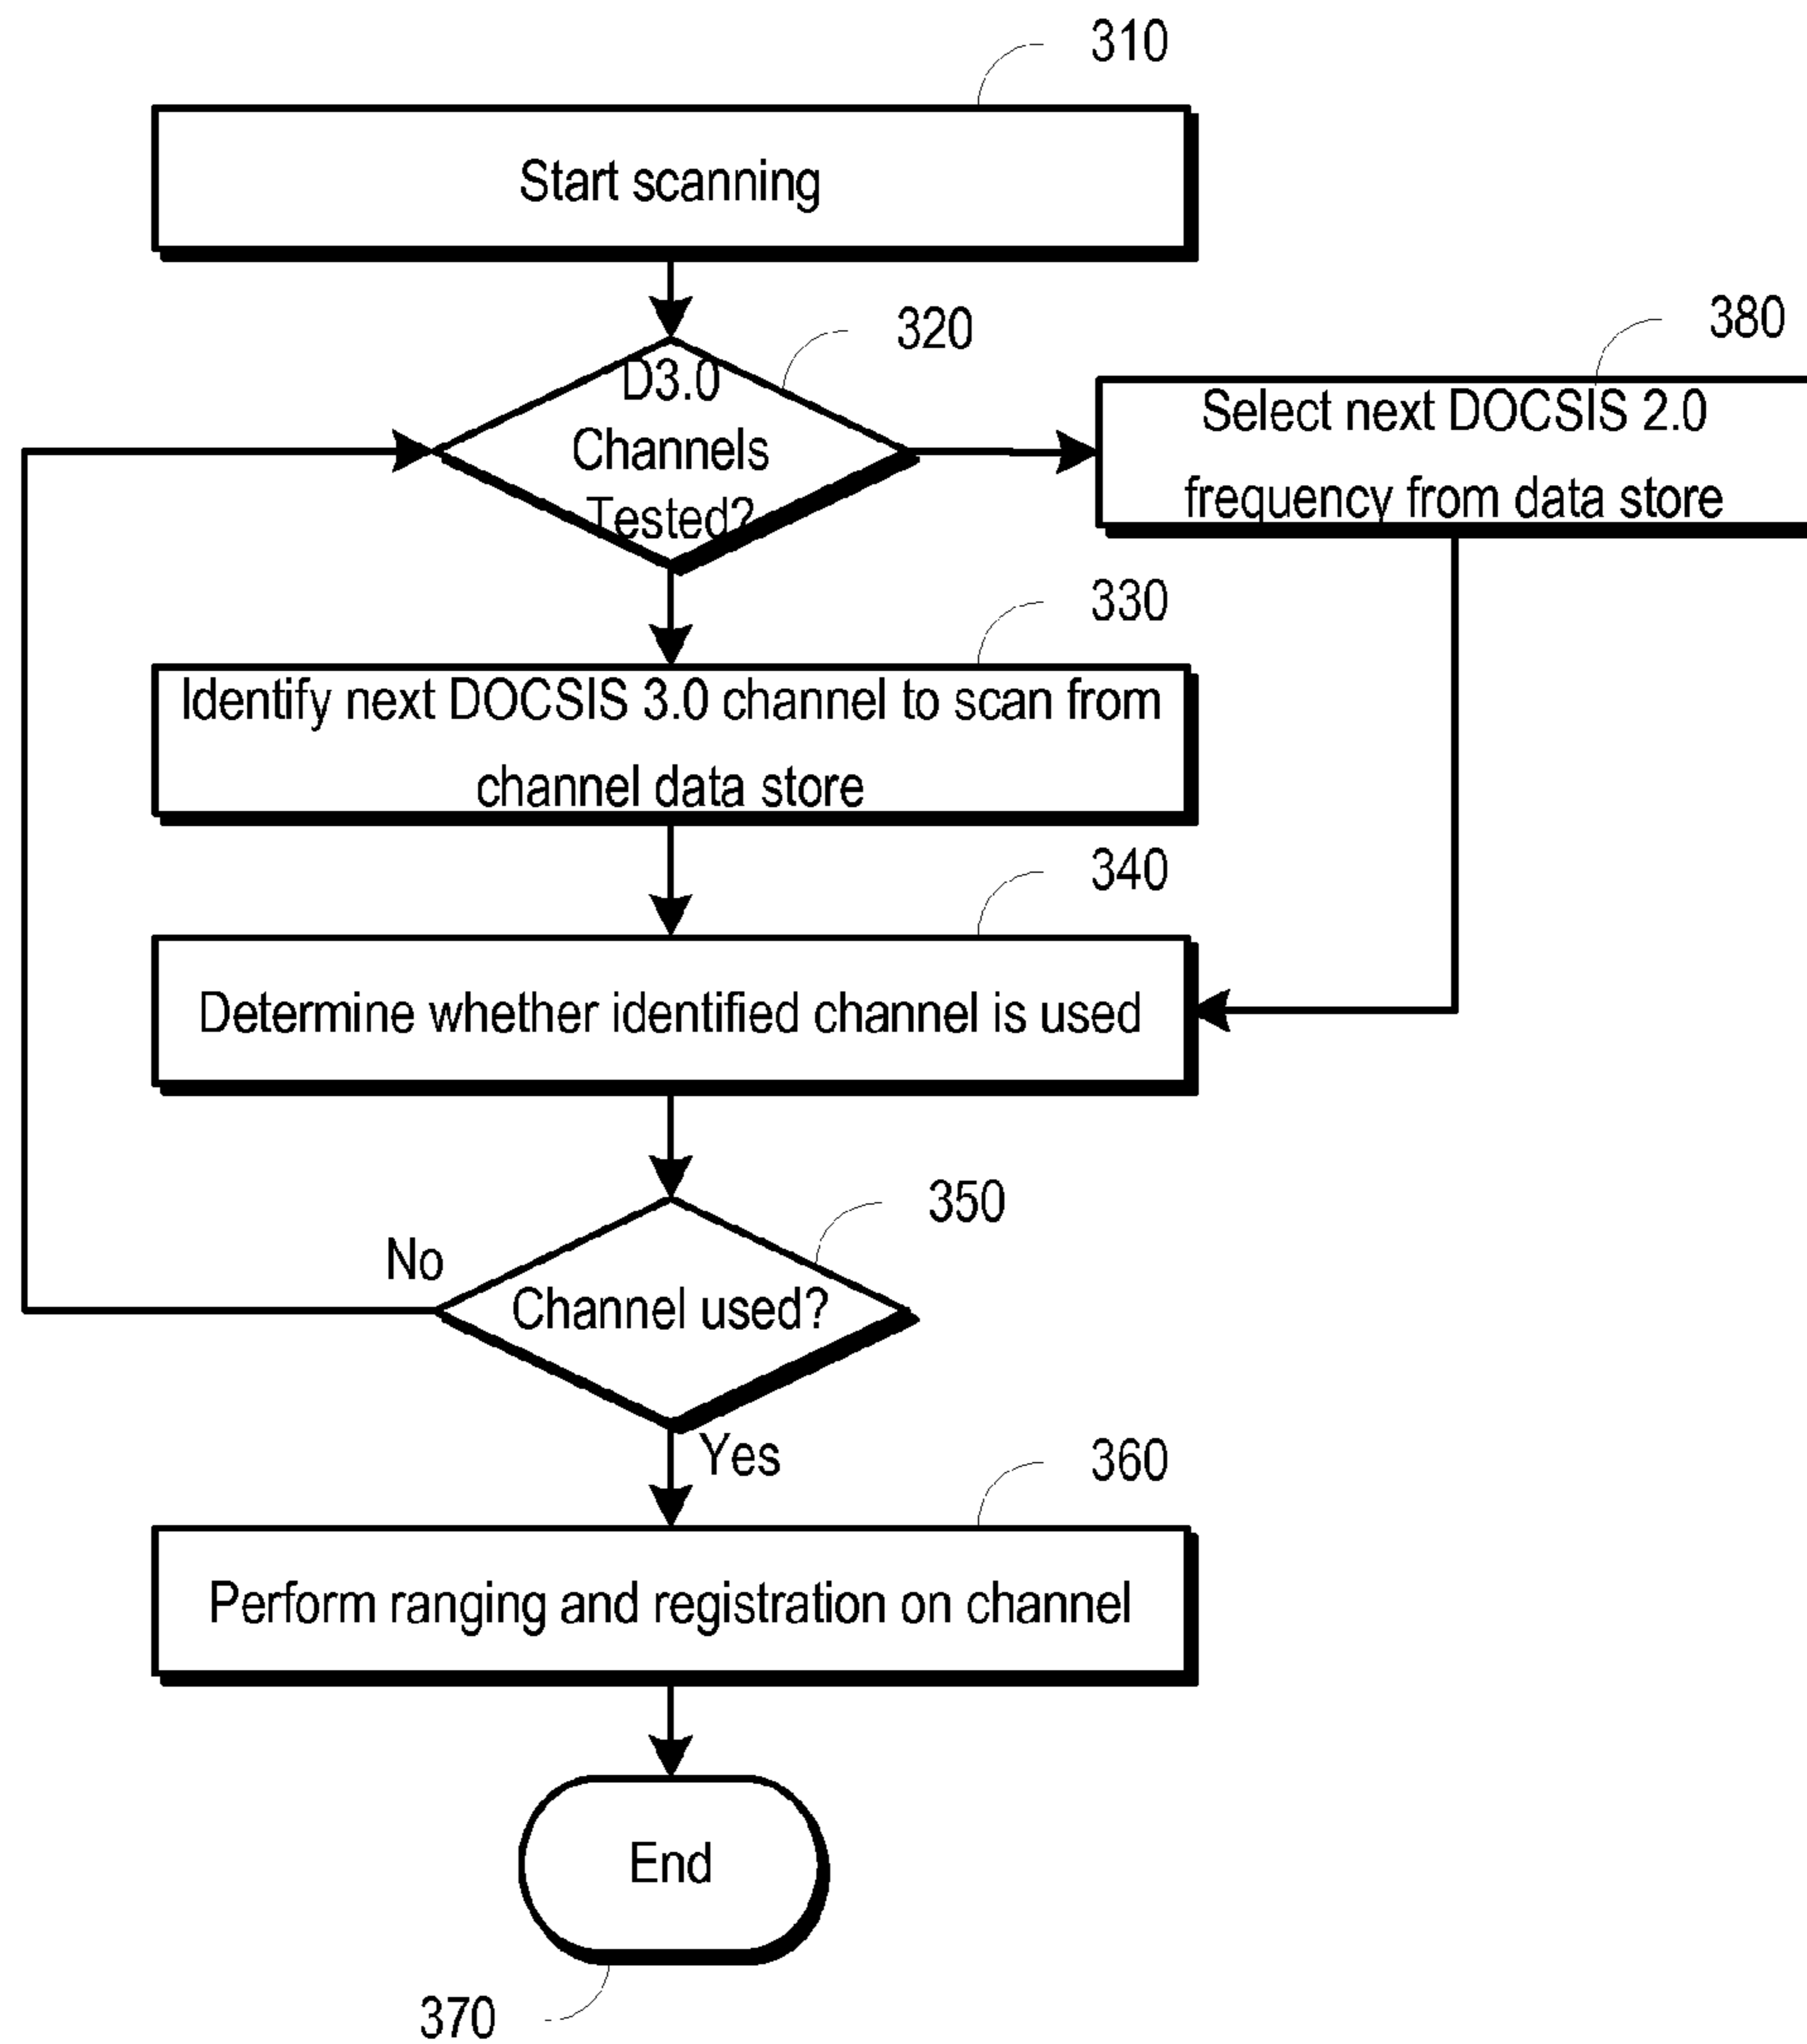 310
Start scanning
320
D3.0
Channels
Tested?
380
Select next DOCSIS 2.0
frequency from data store
330
Identify next DOCSIS 3.0 channel to scan from
channel data store
340
Determine whether identified channel is used
350
No
Channel used?
Yes
360
Perform ranging and registration on channel
End
370